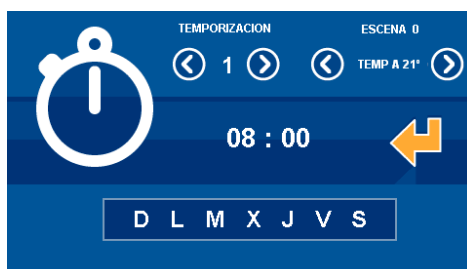 TEMPORIZACION
ESCENA 0
1
TEMP A 21°
08 : 00
D L M X J V S